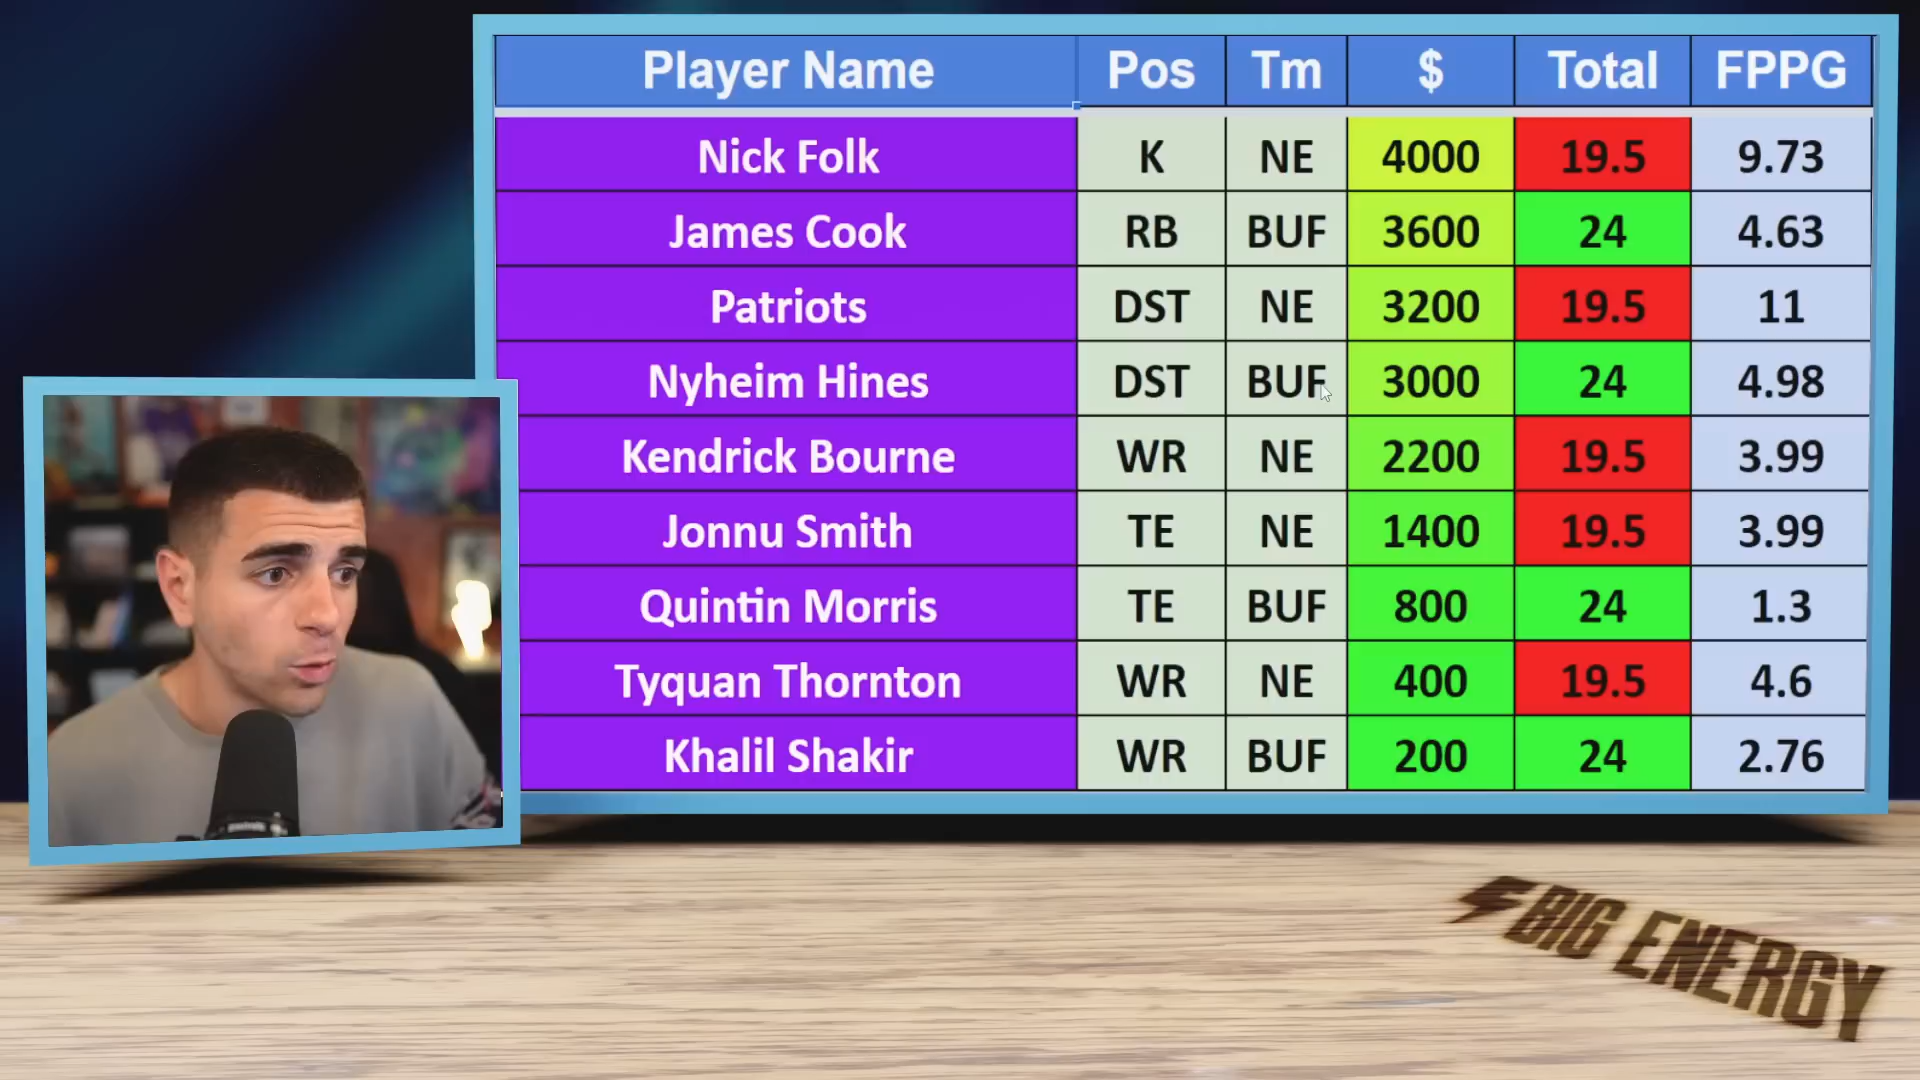 Player Name Pos Tm $ Total FPPG
Nick Folk K NE 4000 19.5 9.73
James Cook RB BUF 3600 24 4.63
Patriots DST NE 3200 19.5 11
Nyheim Hines DST BUF 3000 24 4.98
Kendrick Bourne WR NE 2200 19.5 3.99
Jonnu Smith TE NE 1400 19.5 3.99
Quintin Morris TE BUF 800 24 1.3
Tyquan Thornton WR NE 400 19.5 4.6
Khalil Shakir WR BUF 200 24 2.76
BIG ENERGY